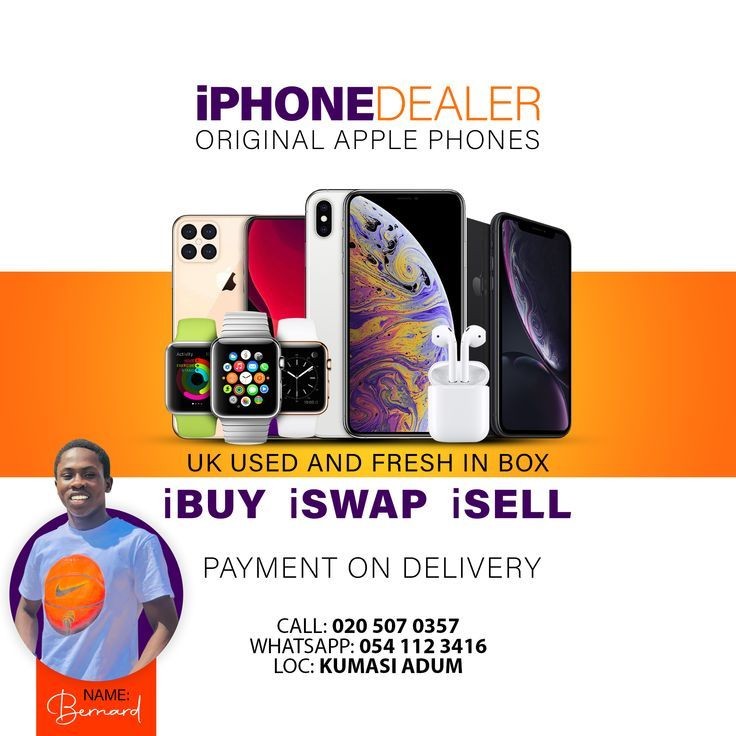 iPHONEDEALER
ORIGINAL APPLE PHONES
UK USED AND FRESH IN BOX
iBUY iSWAP iSELL
PAYMENT ON DELIVERY
CALL: 020 507 0357
WHATSAPP: 054 112 3416
LOC: KUMASI ADUM
NAME:
Bernard